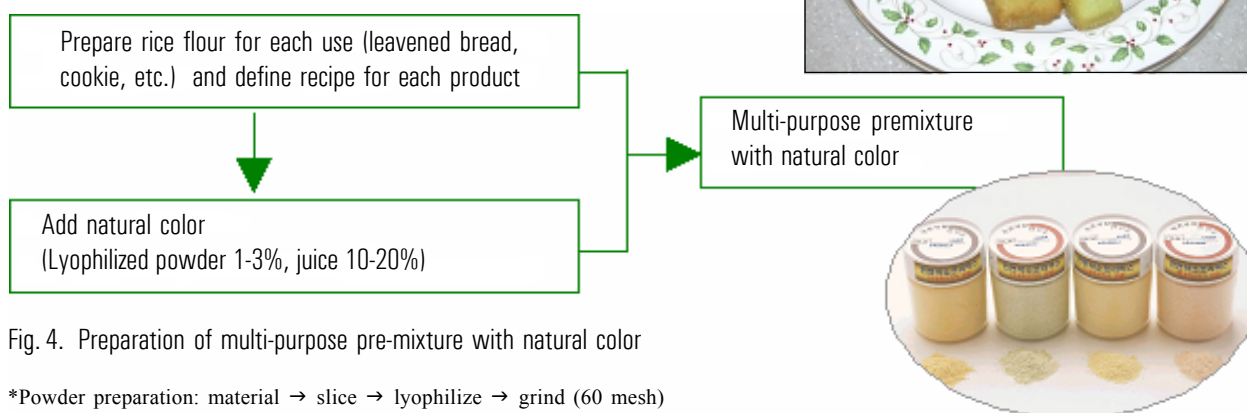 Prepare rice flour for each use (leavened bread,
cookie, etc.) and define recipe for each product
Multi-purpose premixture
with natural color
Add natural color
(Lyophilized powder 1-3%, juice 10-20%)
Fig. 4. Preparation of multi-purpose pre-mixture with natural color
*Powder preparation: material → slice → lyophilize → grind (60 mesh)